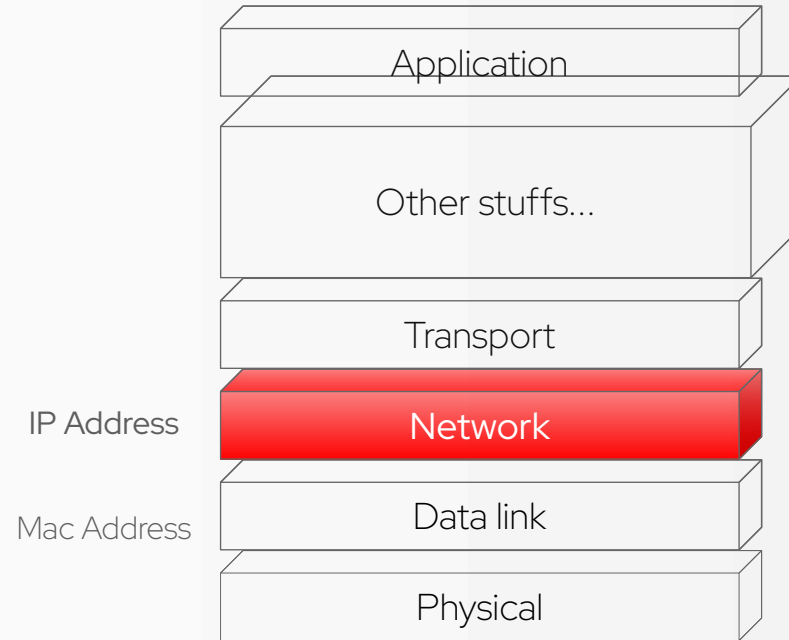 Application
Other stuffs...
Transport
IP Address
Network
Mac Address
Data link
Physical